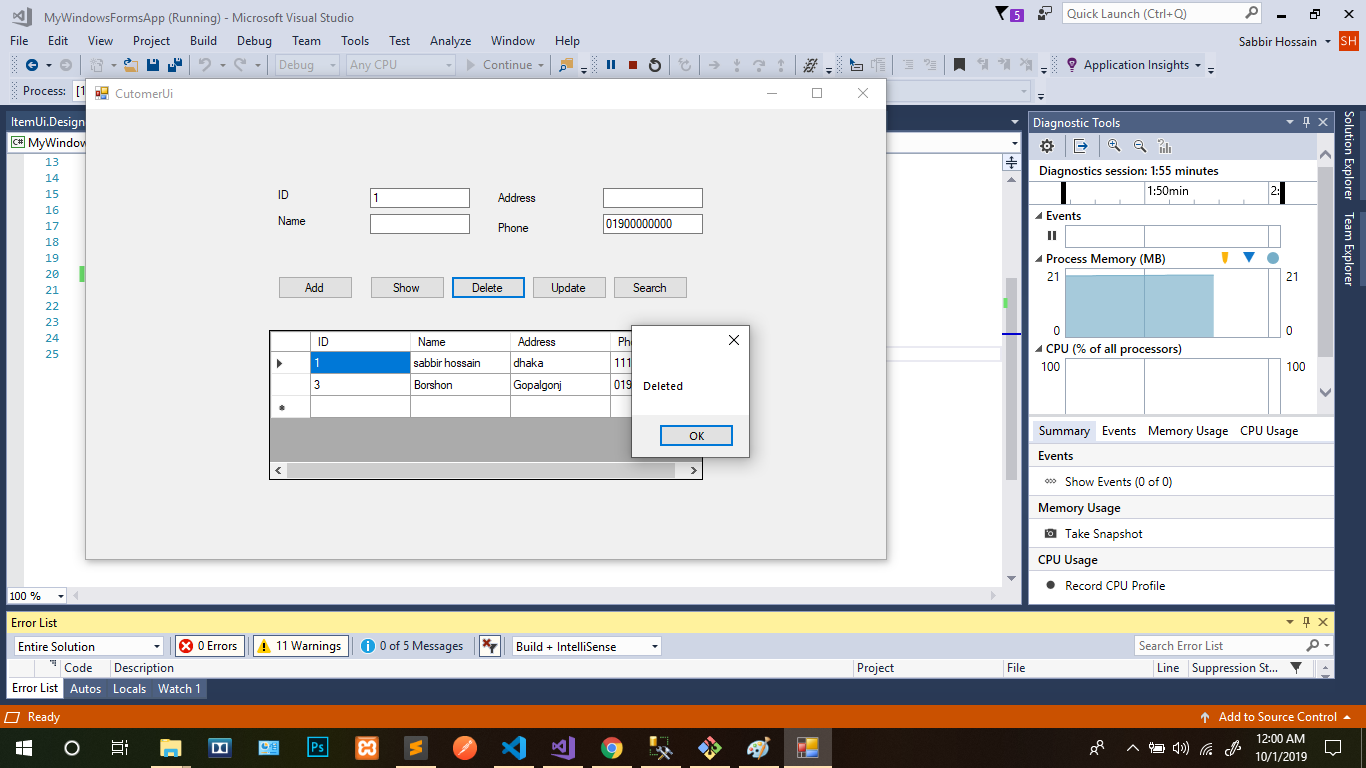 MyWindowsFormsApp (Running) - Microsoft Visual Studio
5
Quick Launch (Ctrl+Q)
File Edit View Project Build Debug Team Tools Test Analyze Window Help
Sabbir Hossain SH
Debug Any CPU Continue Application Insights
Process: [1
CutomerUi
ItemUi.Design
C# MyWindow
13
14
15
16
17
18
19
20
21
22
23
24
25
ID 1 Address
Name Phone 01900000000
Add Show Delete Update Search
ID Name Address Ph
1 sabbir hossain dhaka 111
3 Borshon Gopalgonj 019
Deleted
OK
100 %
Diagnostic Tools
Diagnostics session: 1:55 minutes
1:50min 2:
Events
Process Memory (MB)
21 21
0 0
CPU (% of all processors)
100 100
Summary Events Memory Usage CPU Usage
Events
Show Events (0 of 0)
Memory Usage
Take Snapshot
CPU Usage
Record CPU Profile
Solution Explorer
Team Explorer
Error List
Entire Solution 0 Errors 11 Warnings 0 of 5 Messages Build + IntelliSense Search Error List
Code Description Project File Line Suppression St...
Error List Autos Locals Watch 1
Ready Add to Source Control
Ps
12:00 AM
10/1/2019